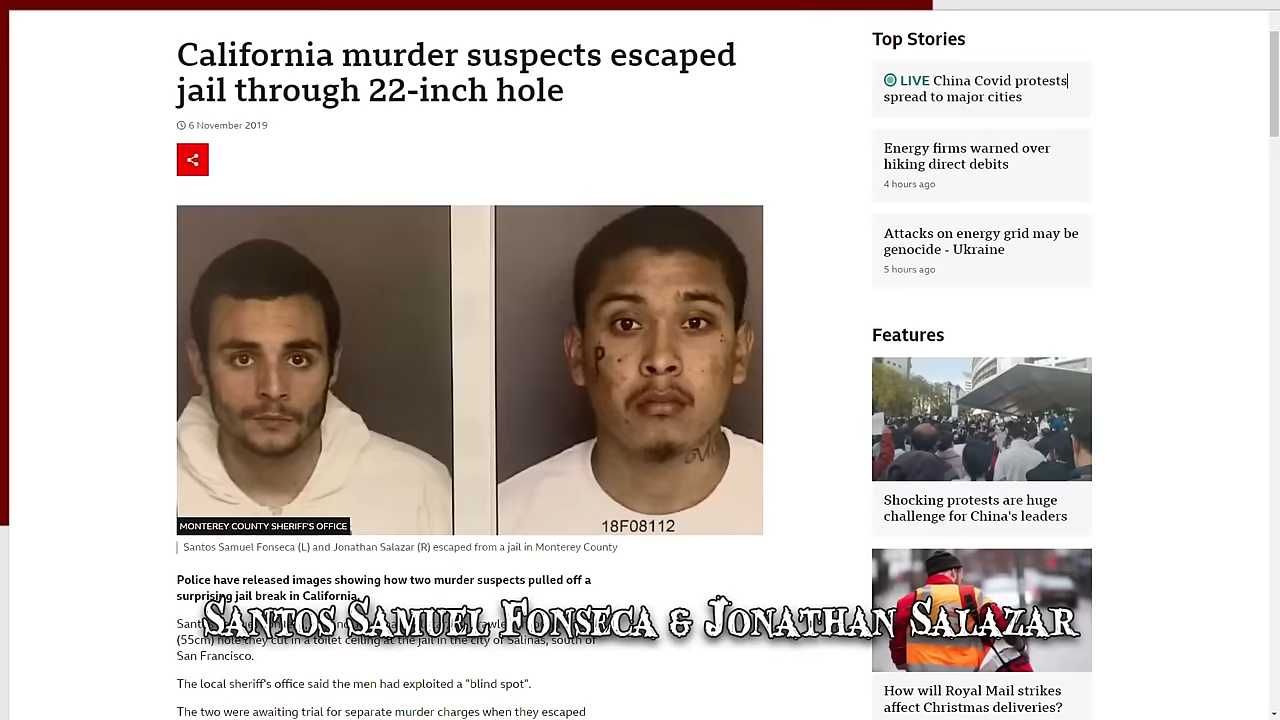 California murder suspects escaped
jail through 22-inch hole
6 November 2019
MONTEREY COUNTY SHERIFF'S OFFICE
18F08112
Santos Samuel Fonseca (L) and Jonathan Salazar (R) escaped from a jail in Monterey County
Police have released images showing how two murder suspects pulled off a
surprising jail break in California.
Santos Samuel Fonseca & Jonathan Salazar
(55cm) hole they cut in a toilet ceiling at the jail in the city of Salinas, south of
San Francisco.
The local sheriff's office said the men had exploited a "blind spot".
The two were awaiting trial for separate murder charges when they escaped
Top Stories
LIVE China Covid protests
spread to major cities
Energy firms warned over
hiking direct debits
4 hours ago
Attacks on energy grid may be
genocide - Ukraine
5 hours ago
Features
Shocking protests are huge
challenge for China's leaders
How will Royal Mail strikes
affect Christmas deliveries?